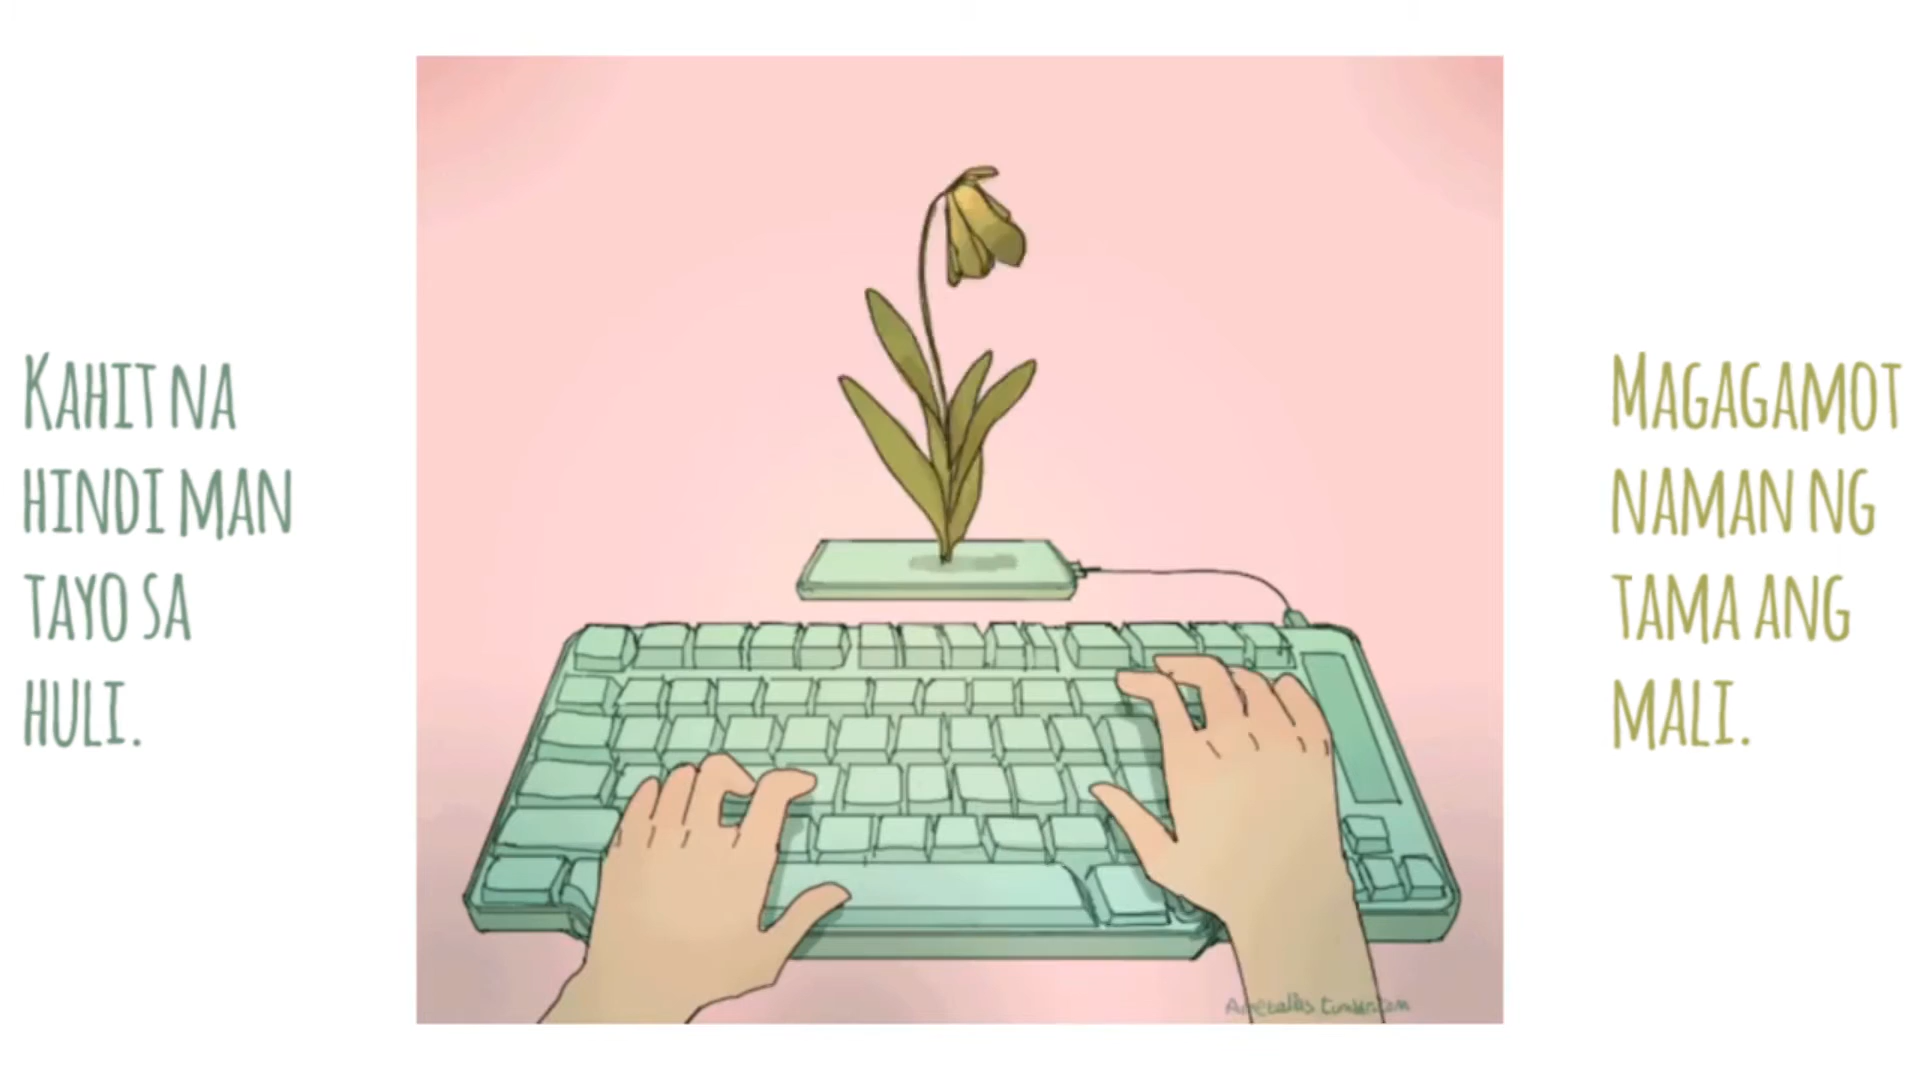 Kahit na
hindi man
tayo sa
huli.
Magagamot
naman ng
tama ang
mali.